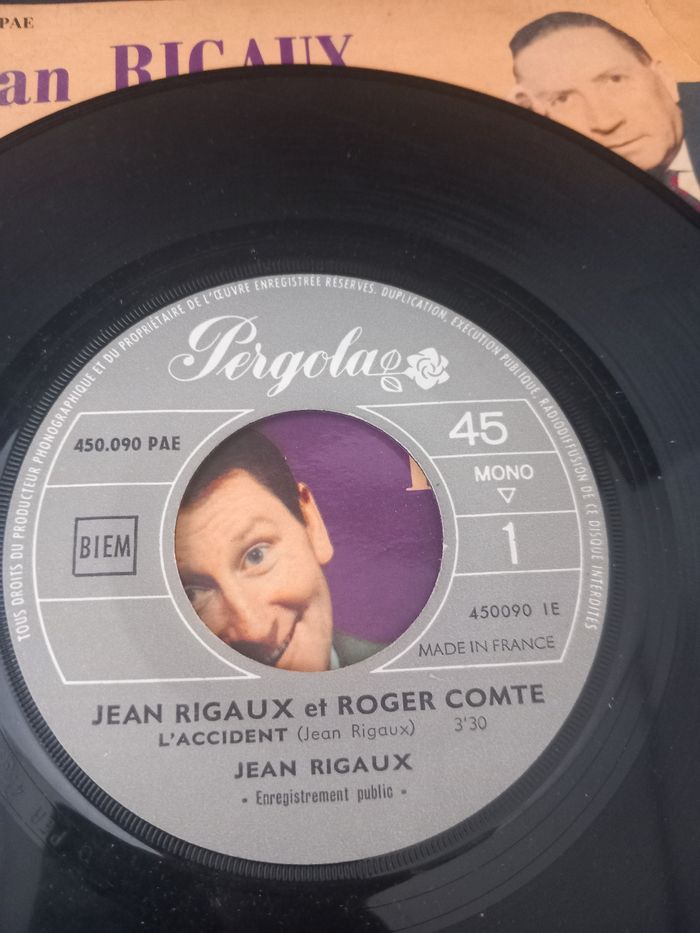 PAE
an RIGAUX
TOUS DROITS DU PRODUCTEUR PHONOGRAPHIQUE ET DU PROPRIÉTAIRE DE L'ŒUVRE ENREGISTRÉE RÉSERVÉS. DUPLICATION, EXÉCUTION PUBLIQUE, RADIODIFFUSION DE CE DISQUE INTERDITES
Pergola
450.090 PAE
45
MONO
BIEM
1
450090 1E
MADE IN FRANCE
JEAN RIGAUX et ROGER COMTE
L'ACCIDENT (Jean Rigaux) 3'30
JEAN RIGAUX
• Enregistrement public •